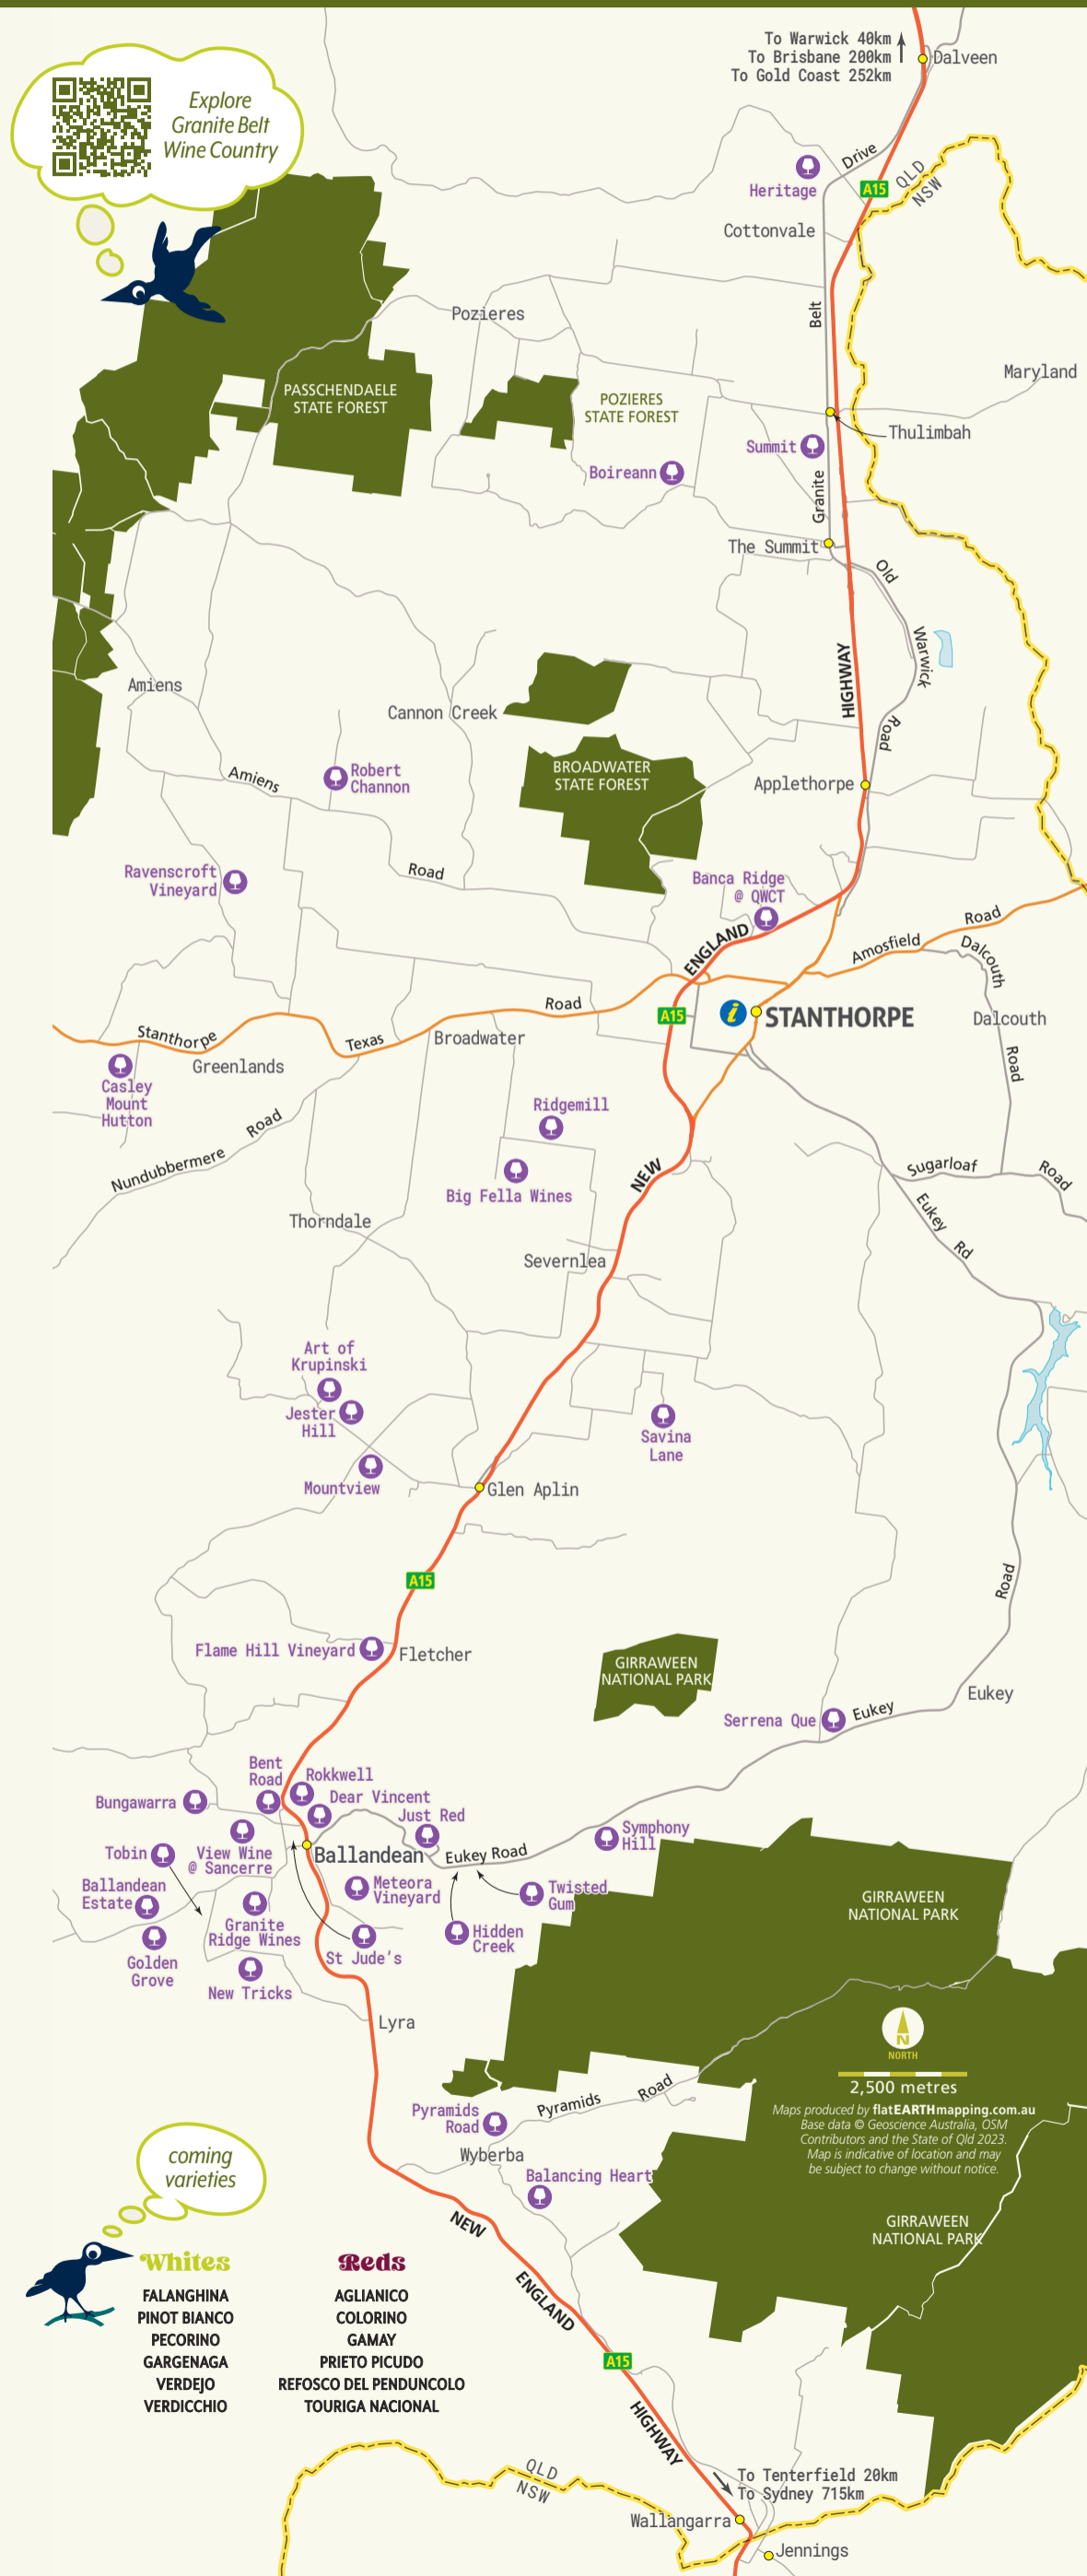 To Warwick 40km
To Brisbane 200km
To Gold Coast 252km
Dalveen
Explore
Granite Belt
Wine Country
Drive
Heritage
A15
QLD
NSW
Cottonvale
Belt
Pozieres
Maryland
PASSCHENDAELE
STATE FOREST
POZIERES
STATE FOREST
Thulimbah
Summit
Boireann
Granite
The Summit
Old
Warwick
Road
HIGHWAY
Amiens
Cannon Creek
BROADWATER
STATE FOREST
Robert
Channon
Amiens
Road
Applethorpe
Ravenscroft
Vineyard
Banca Ridge
@ QWCT
ENGLAND
Amosfield
Road
Dalcouth
Road
Dalcouth
A15
i
STANTHORPE
Stanthorpe
Texas
Road
Broadwater
Greenlands
Casley
Mount
Hutton
Nundubbermere
Road
Ridgemill
Big Fella Wines
NEW
Sugarloaf
Road
Eukey
Rd
Thorndale
Severnlea
Art of
Krupinski
Jester
Hill
Savina
Lane
Mountview
Glen Aplin
A15
Road
Flame Hill Vineyard
Fletcher
GIRRAWEEN
NATIONAL PARK
Eukey
Serrena Que
Eukey
Bent
Road
Rokkwell
Bungawarra
Dear Vincent
Just Red
Symphony
Hill
View Wine
@ Sancerre
Tobin
Ballandean
Eukey Road
Ballandean
Estate
Meteora
Vineyard
Twisted
Gum
Granite
Ridge Wines
Hidden
Creek
St Jude's
Golden
Grove
New Tricks
GIRRAWEEN
NATIONAL PARK
Lyra
N
NORTH
2,500 metres
Maps produced by flatEARTHmapping.com.au
Base data © Geoscience Australia, OSM
Contributors and the State of Qld 2023.
Map is indicative of location and may
be subject to change without notice.
Pyramids
Road
Pyramids
Road
Wyberba
Balancing Heart
GIRRAWEEN
NATIONAL PARK
coming
varieties
Whites
FALANGHINA
PINOT BIANCO
PECORINO
GARGENAGA
VERDEJO
VERDICCHIO
Reds
AGLIANICO
COLORINO
GAMAY
PRIETO PICUDO
REFOSCO DEL PENDUNCOLO
TOURIGA NACIONAL
NEW
ENGLAND
A15
HIGHWAY
QLD
NSW
To Tenterfield 20km
To Sydney 715km
Wallangarra
Jennings